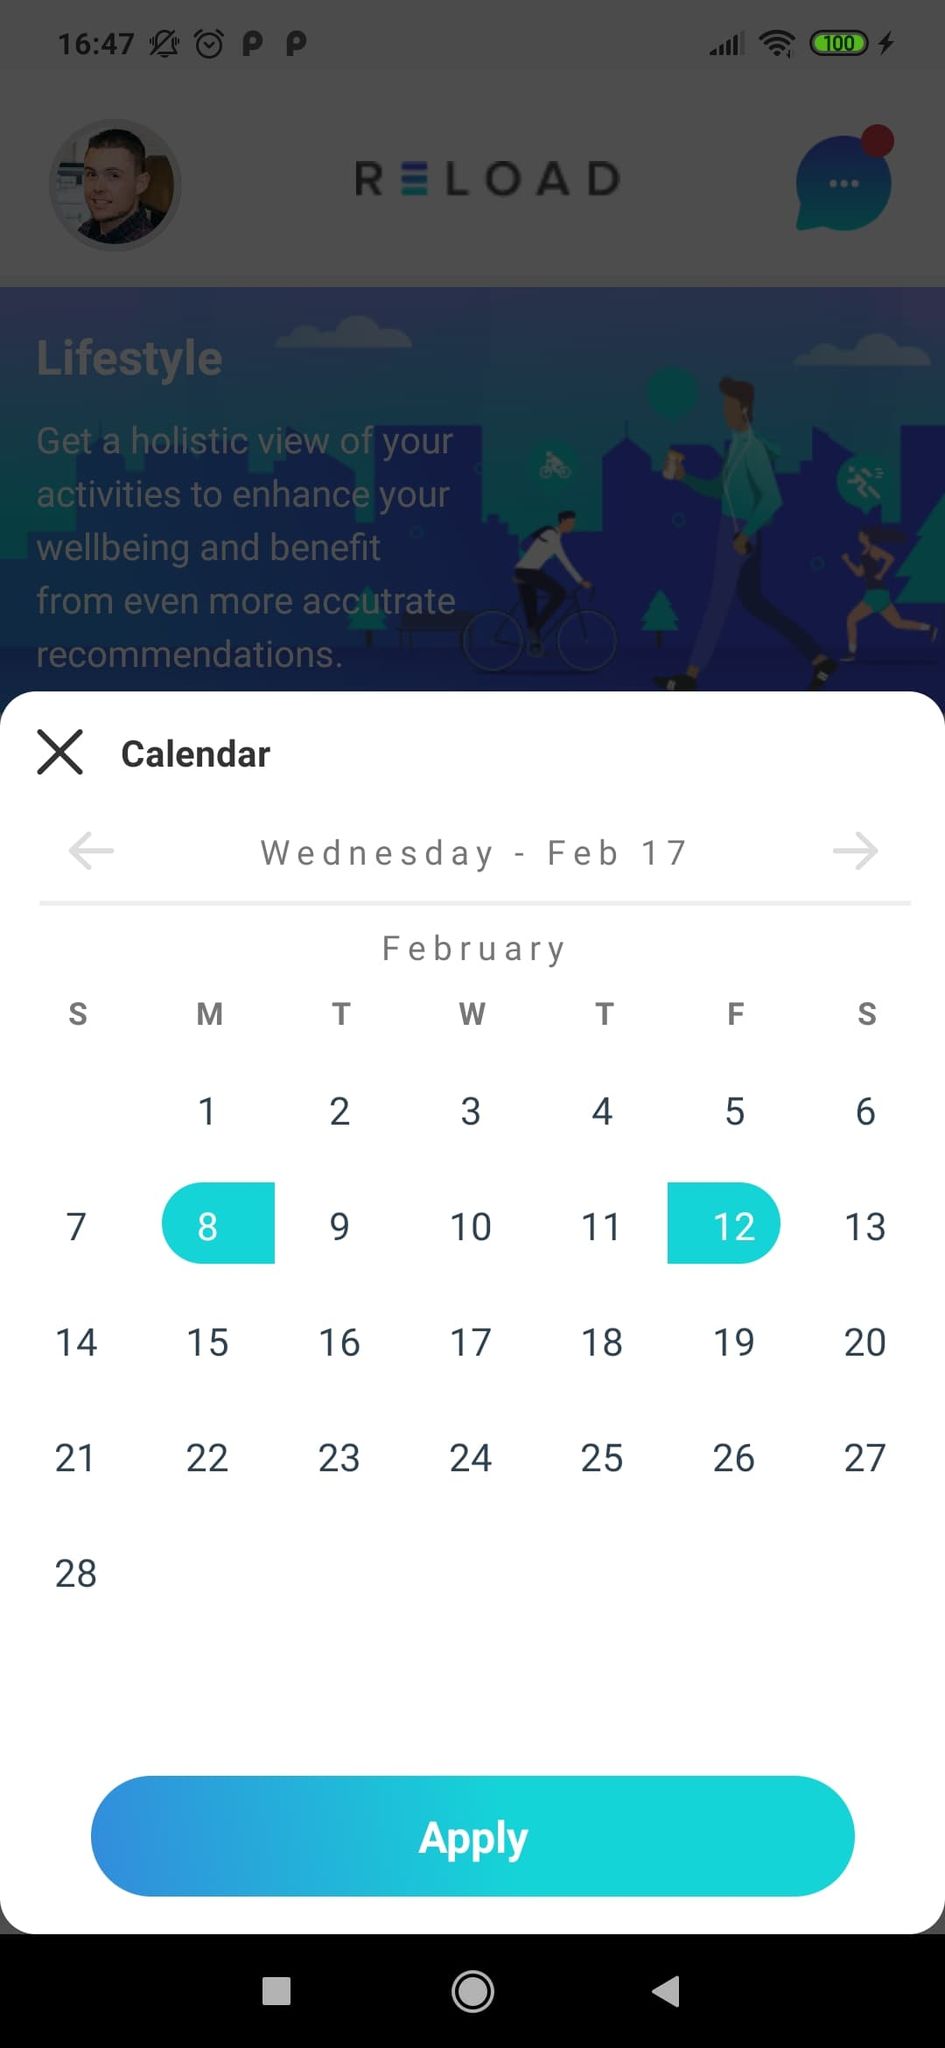 16:47
100
RELOAD
Lifestyle
Get a holistic view of your
activities to enhance your
wellbeing and benefit
from even more accutrate
recommendations.
Calendar
Wednesday - Feb 17
February
S M T W T F S
1 2 3 4 5 6
7 8 9 10 11 12 13
14 15 16 17 18 19 20
21 22 23 24 25 26 27
28
Apply